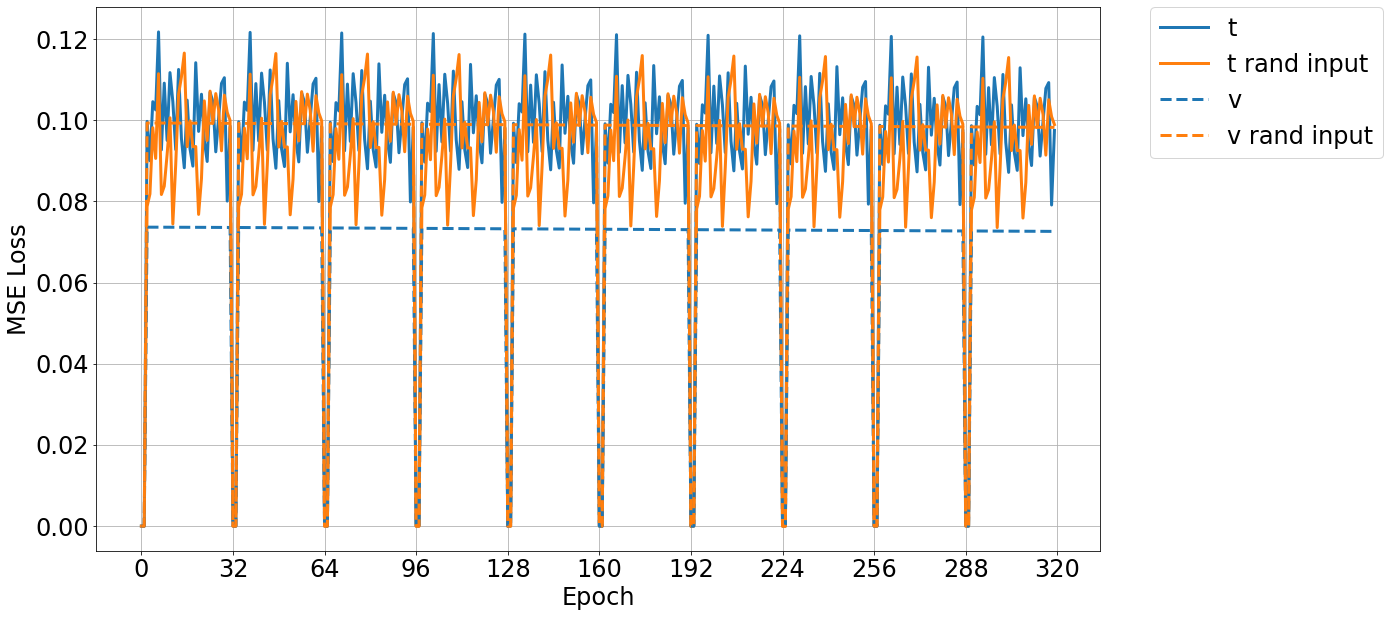 0.12
0.10
0.08
0.06
0.04
0.02
0.00
MSE Loss
0 32 64 96 128 160 192 224 256 288 320
Epoch
t
t rand input
v
v rand input